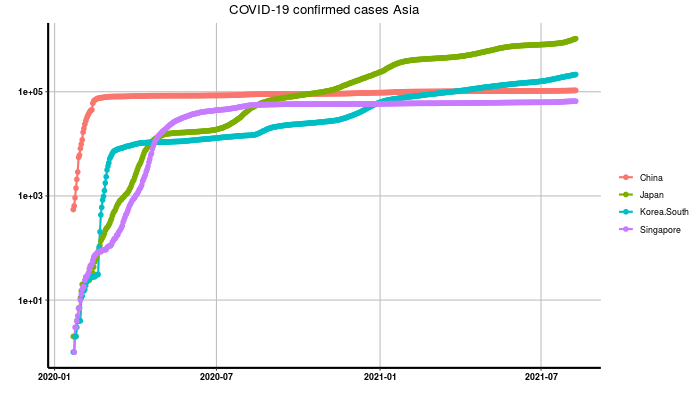 COVID-19 confirmed cases Asia
1e+05
1e+03
1e+01
2020-01 2020-07 2021-01 2021-07
China
Japan
Korea.South
Singapore